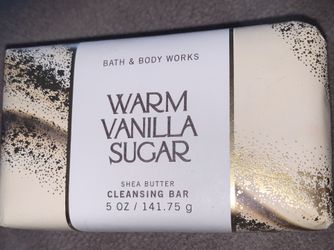 BATH & BODY WORKS
WARM
VANILLA
SUGAR
SHEA BUTTER
CLEANSING BAR
5 OZ / 141.75 g